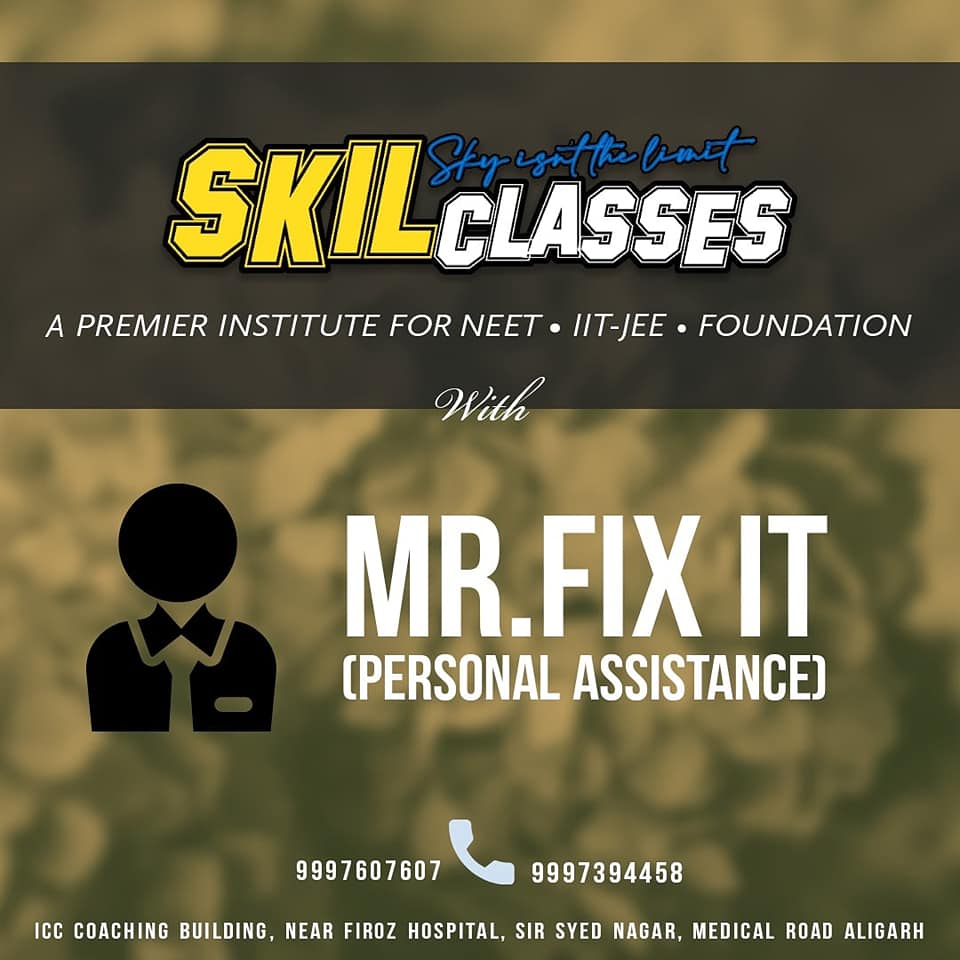 Sky isn't the limit
SKIL CLASSES
A PREMIER INSTITUTE FOR NEET • IIT-JEE • FOUNDATION
With
MR.FIX IT
(PERSONAL ASSISTANCE)
9997607607 9997394458
ICC COACHING BUILDING, NEAR FIROZ HOSPITAL, SIR SYED NAGAR, MEDICAL ROAD ALIGARH